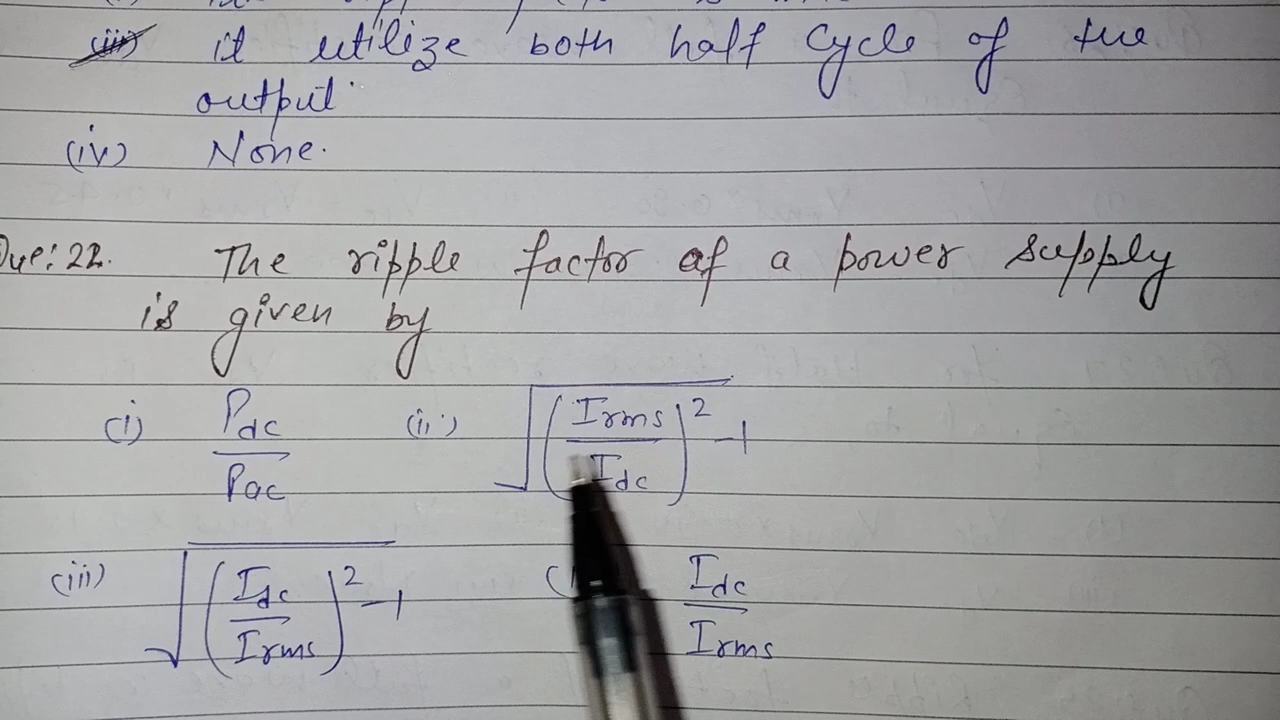 (iii) it utilize both half cycle of the
output.
(iv) None.
Que: 22. The ripple factor of a power supply
is given by
(i) Pdc/Pac (ii) √((Irms/Idc)² -1)
(iii) √((Idc/Irms)² -1) Idc/Irms